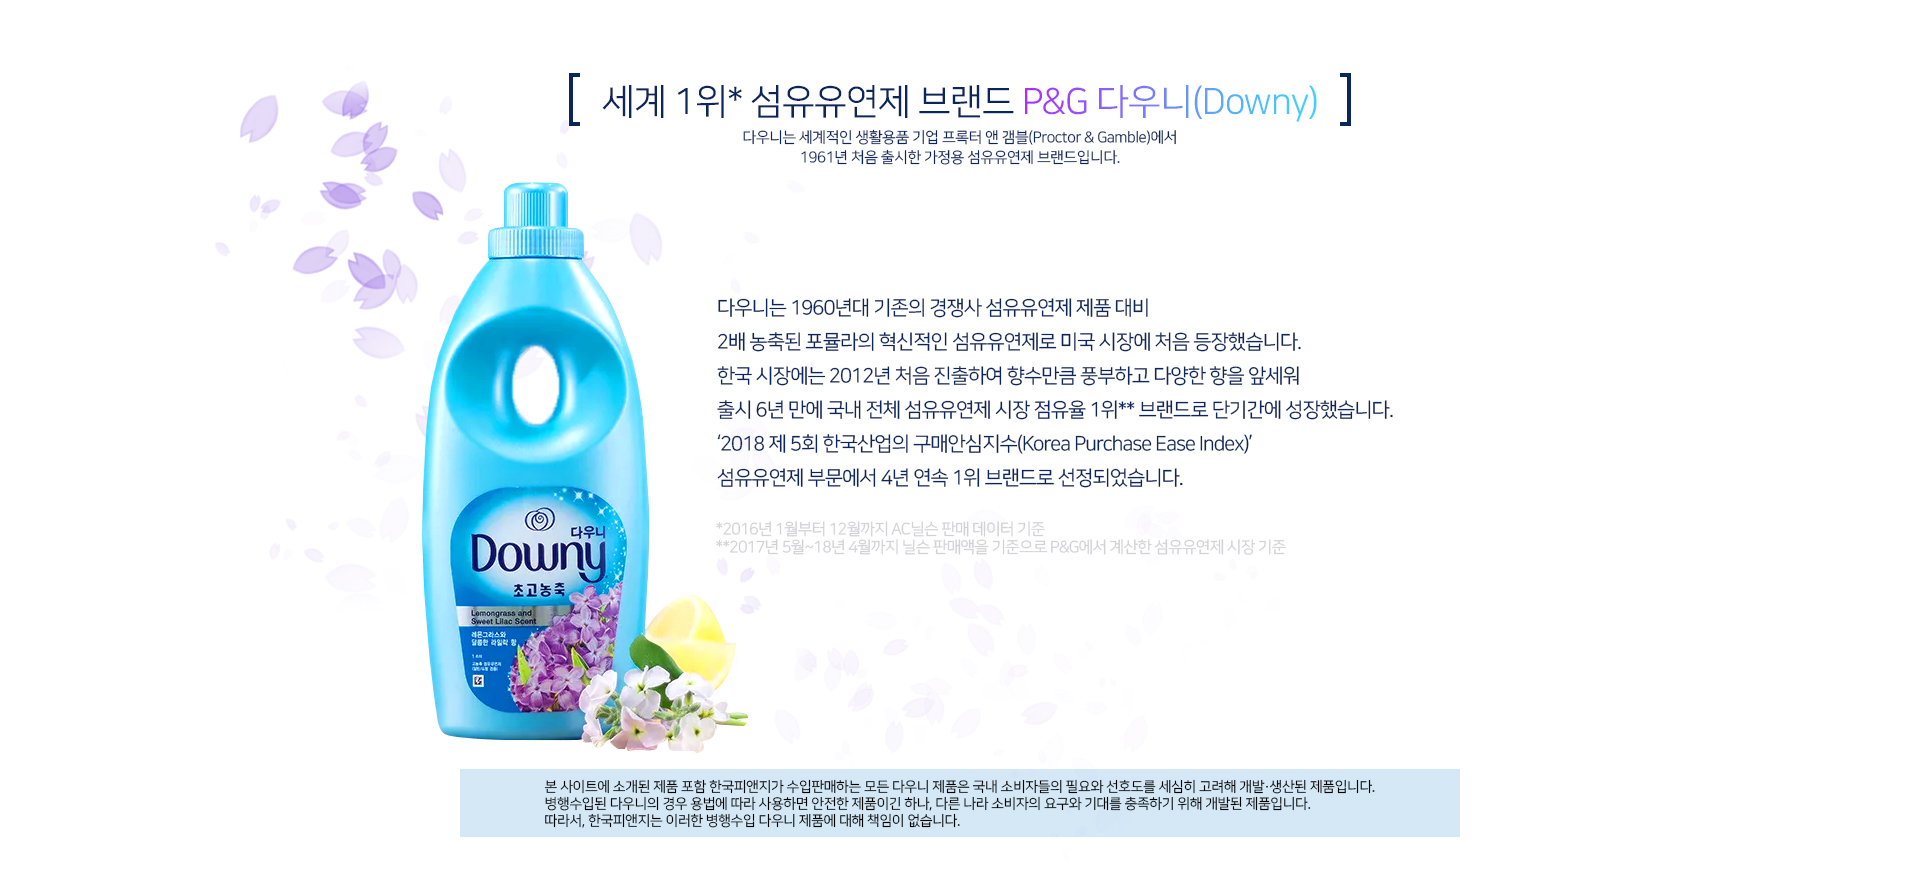 [ 세계 1위* 섬유유연제 브랜드 P&G 다우니(Downy) ]
다우니는 세계적인 생활용품 기업 프록터 앤 갬블(Proctor & Gamble)에서
1961년 처음 출시한 가정용 섬유유연제 브랜드입니다.
다우니는 1960년대 기존의 경쟁사 섬유유연제 제품 대비
2배 농축된 포뮬라의 혁신적인 섬유유연제로 미국 시장에 처음 등장했습니다.
한국 시장에는 2012년 처음 진출하여 향수만큼 풍부하고 다양한 향을 앞세워
출시 6년 만에 국내 전체 섬유유연제 시장 점유율 1위** 브랜드로 단기간에 성장했습니다.
‘2018 제 5회 한국산업의 구매안심지수(Korea Purchase Ease Index)’
섬유유연제 부문에서 4년 연속 1위 브랜드로 선정되었습니다.
*2016년 1월부터 12월까지 AC닐슨 판매 데이터 기준
**2017년 5월~18년 4월까지 닐슨 판매액을 기준으로 P&G에서 계산한 섬유유연제 시장 기준
다우니
Downy
초고농축
Lemongrass and
Sweet Lilac Scent
레몬그라스와
달콤한 라일락 향
고농축 섬유유연제
본 사이트에 소개된 제품 포함 한국피앤지가 수입판매하는 모든 다우니 제품은 국내 소비자들의 필요와 선호도를 세심히 고려해 개발·생산된 제품입니다.
병행수입된 다우니의 경우 용법에 따라 사용하면 안전한 제품이긴 하나, 다른 나라 소비자의 요구와 기대를 충족하기 위해 개발된 제품입니다.
따라서, 한국피앤지는 이러한 병행수입 다우니 제품에 대해 책임이 없습니다.